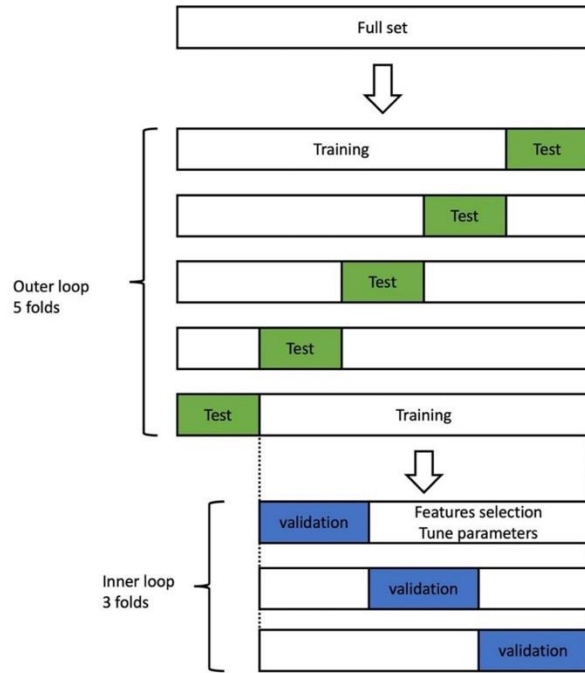 Full set
Training
Test
Test
Test
Test
Test
Training
Outer loop
5 folds
validation
Features selection
Tune parameters
validation
validation
Inner loop
3 folds